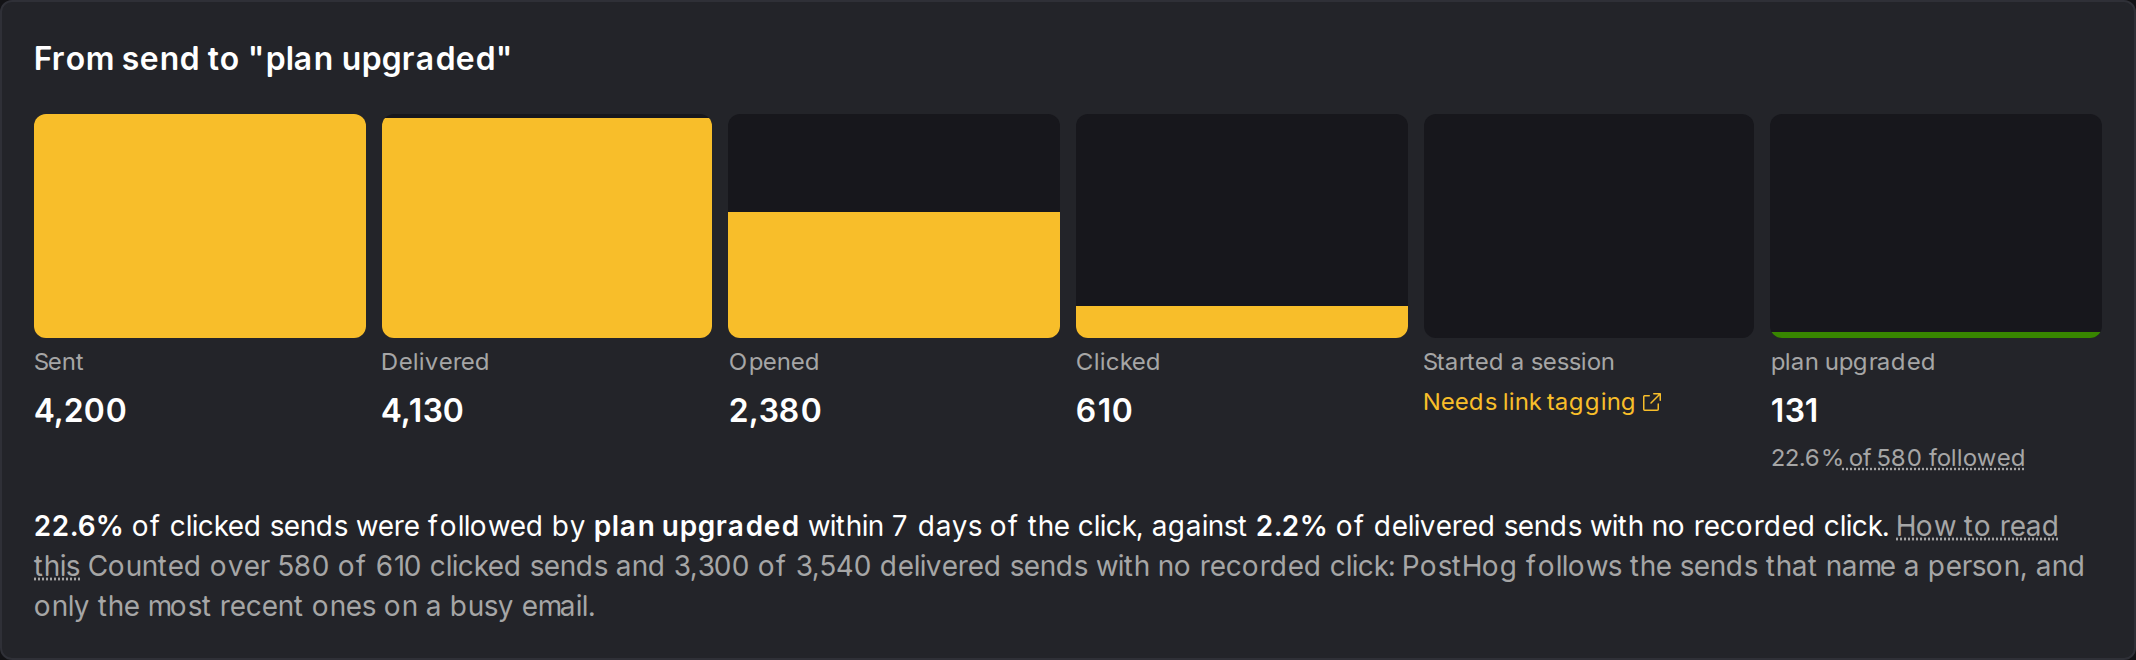 From send to "plan upgraded"
Sent
4,200
Delivered
4,130
Opened
2,380
Clicked
610
Started a session
Needs link tagging
plan upgraded
131
22.6% of 580 followed
22.6% of clicked sends were followed by plan upgraded within 7 days of the click, against 2.2% of delivered sends with no recorded click. How to read
this Counted over 580 of 610 clicked sends and 3,300 of 3,540 delivered sends with no recorded click: PostHog follows the sends that name a person, and
only the most recent ones on a busy email.